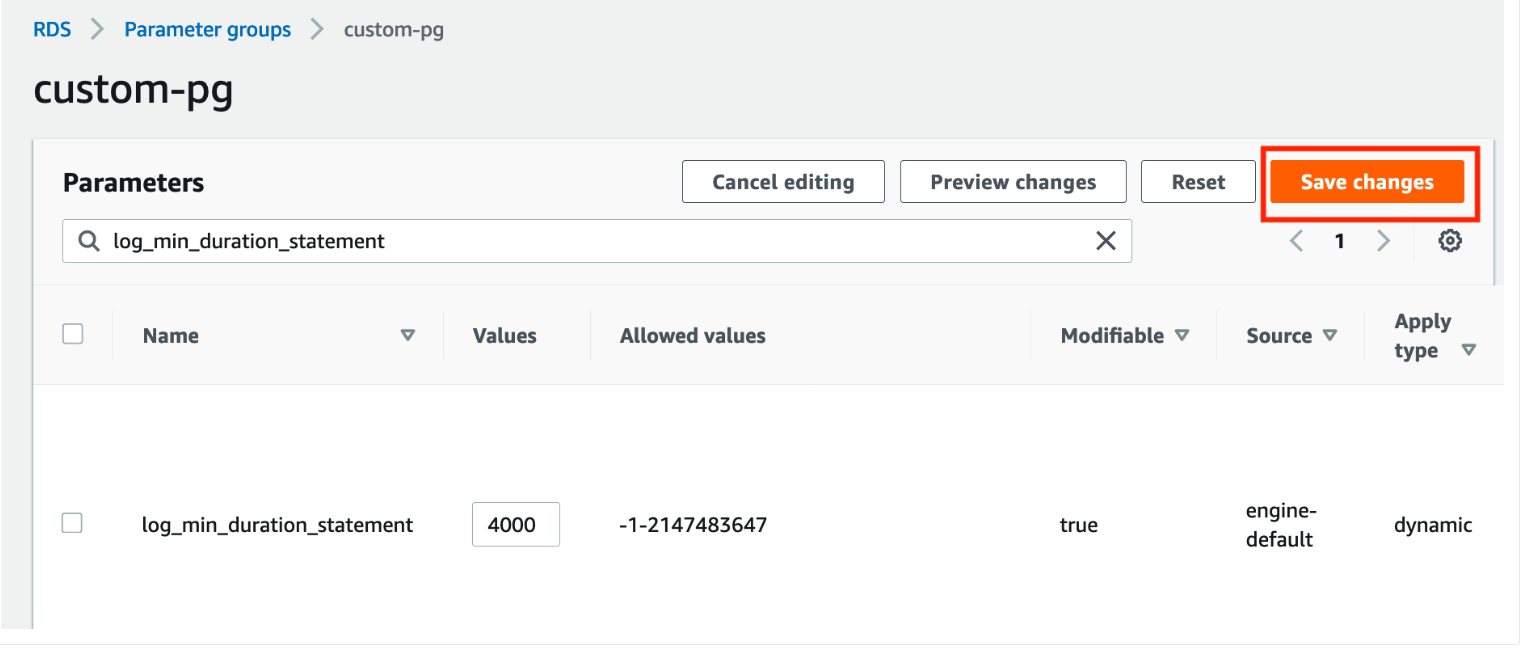 RDS > Parameter groups > custom-pg
custom-pg
Parameters
Cancel editing
Preview changes
Reset
Save changes
log_min_duration_statement
1
Name
Values
Allowed values
Modifiable
Source
Apply
type
log_min_duration_statement
4000
-1-2147483647
true
engine-
default
dynamic